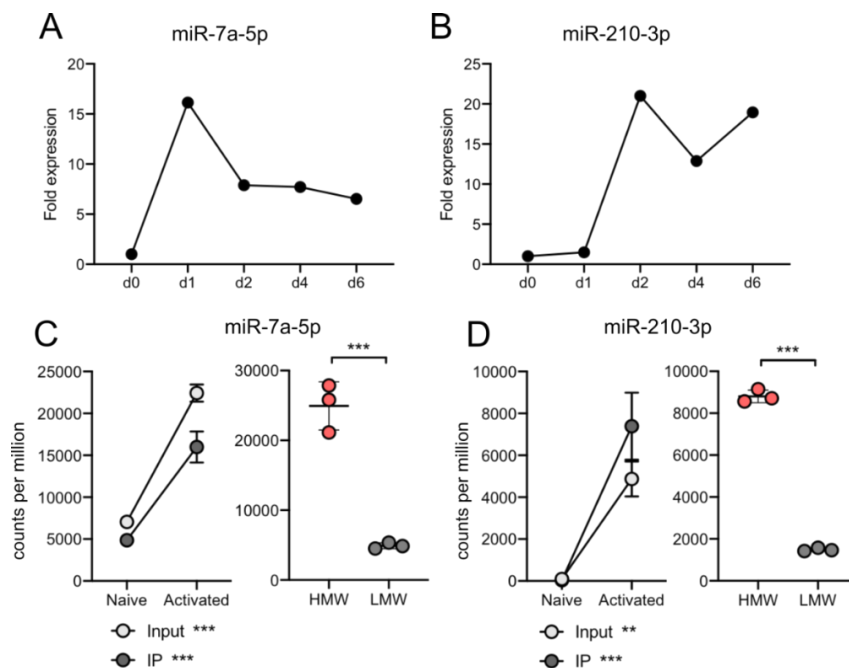 A
miR-7a-5p
Fold expression
20
15
10
5
0
d0 d1 d2 d4 d6
B
miR-210-3p
Fold expression
25
20
15
10
5
0
d0 d1 d2 d4 d6
C
miR-7a-5p
counts per million
25000
20000
15000
10000
5000
0
Naive Activated
Input ***
IP ***
***
30000
20000
10000
0
HMW LMW
D
miR-210-3p
10000
8000
6000
4000
2000
0
Naive Activated
Input **
IP ***
***
10000
8000
6000
4000
2000
0
HMW LMW